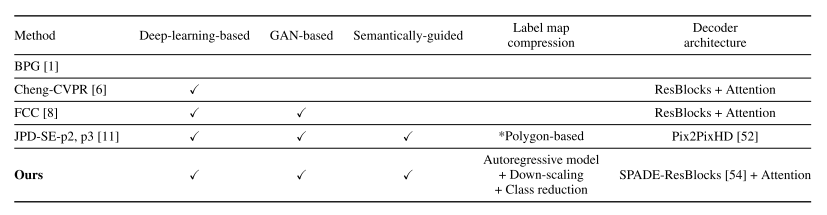 Method Deep-learning-based GAN-based Semantically-guided Label map compression Decoder architecture
BPG [1]
Cheng-CVPR [6] ✓ ResBlocks + Attention
FCC [8] ✓ ✓ ResBlocks + Attention
JPD-SE-p2, p3 [11] ✓ ✓ ✓ *Polygon-based Pix2PixHD [52]
Ours ✓ ✓ ✓ Autoregressive model + Down-scaling + Class reduction SPADE-ResBlocks [54] + Attention